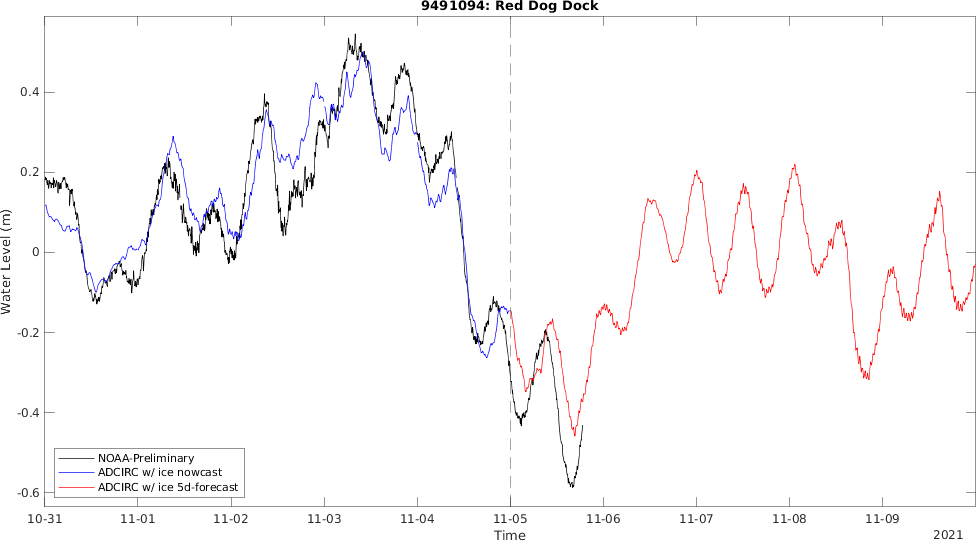 9491094: Red Dog Dock
Water Level (m)
0.4
0.2
0
-0.2
-0.4
-0.6
NOAA-Preliminary
ADCIRC w/ ice nowcast
ADCIRC w/ ice 5d-forecast
10-31 11-01 11-02 11-03 11-04 11-05 11-06 11-07 11-08 11-09
Time
2021